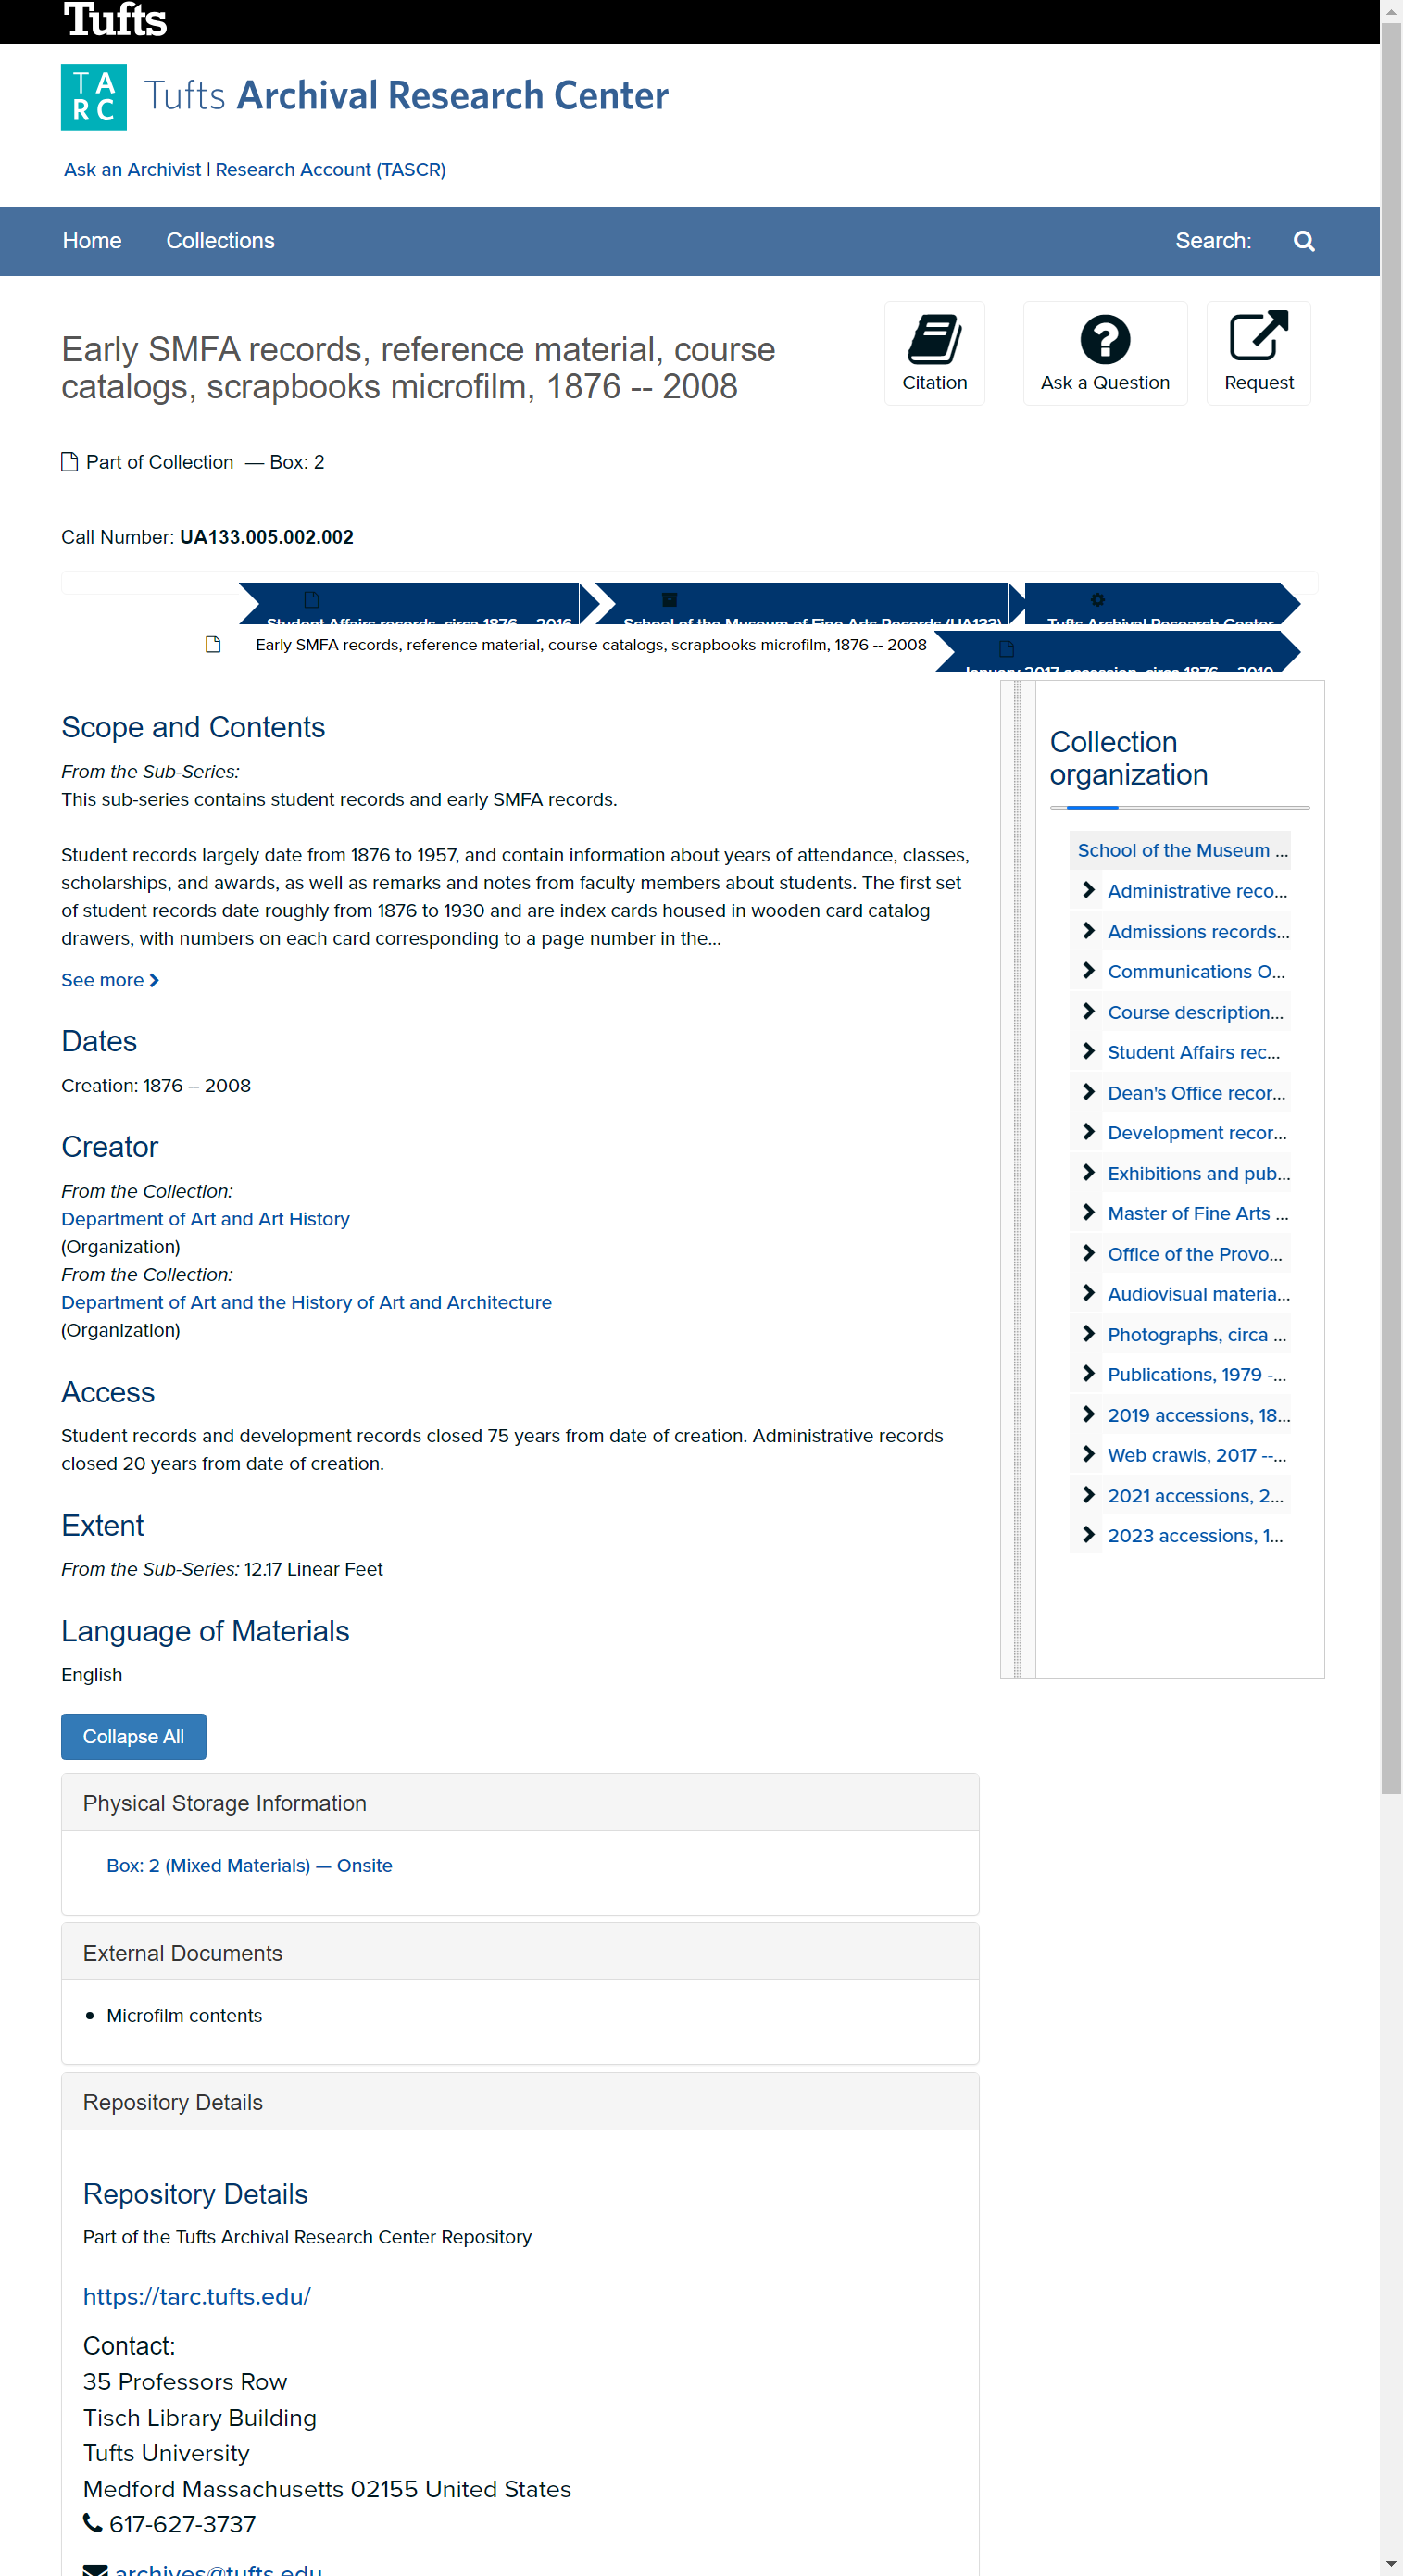 Tufts
TA
RC
Tufts Archival Research Center
Ask an Archivist | Research Account (TASCR)
Home
Collections
Search:
Early SMFA records, reference material, course
catalogs, scrapbooks microfilm, 1876 -- 2008
Citation
Ask a Question
Request
Part of Collection — Box: 2
Call Number: UA133.005.002.002
Student Affairs records, circa 1876 -- 2016
School of the Museum of Fine Arts Records (UA133)
Tufts Archival Research Center
Early SMFA records, reference material, course catalogs, scrapbooks microfilm, 1876 -- 2008
January 2017 accession, circa 1876 -- 2010
Scope and Contents
From the Sub-Series:
This sub-series contains student records and early SMFA records.
Student records largely date from 1876 to 1957, and contain information about years of attendance, classes,
scholarships, and awards, as well as remarks and notes from faculty members about students. The first set
of student records date roughly from 1876 to 1930 and are index cards housed in wooden card catalog
drawers, with numbers on each card corresponding to a page number in the...
See more
Dates
Creation: 1876 -- 2008
Creator
From the Collection:
Department of Art and Art History
(Organization)
From the Collection:
Department of Art and the History of Art and Architecture
(Organization)
Access
Student records and development records closed 75 years from date of creation. Administrative records
closed 20 years from date of creation.
Extent
From the Sub-Series: 12.17 Linear Feet
Language of Materials
English
Collapse All
Physical Storage Information
Box: 2 (Mixed Materials) — Onsite
External Documents
Microfilm contents
Repository Details
Repository Details
Part of the Tufts Archival Research Center Repository
https://tarc.tufts.edu/
Contact:
35 Professors Row
Tisch Library Building
Tufts University
Medford Massachusetts 02155 United States
617-627-3737
archives@tufts.edu
Collection
organization
School of the Museum ...
Administrative reco...
Admissions records...
Communications O...
Course description...
Student Affairs rec...
Dean's Office recor...
Development recor...
Exhibitions and pub...
Master of Fine Arts ...
Office of the Provo...
Audiovisual materia...
Photographs, circa ...
Publications, 1979 -...
2019 accessions, 18...
Web crawls, 2017 --...
2021 accessions, 2...
2023 accessions, 1...